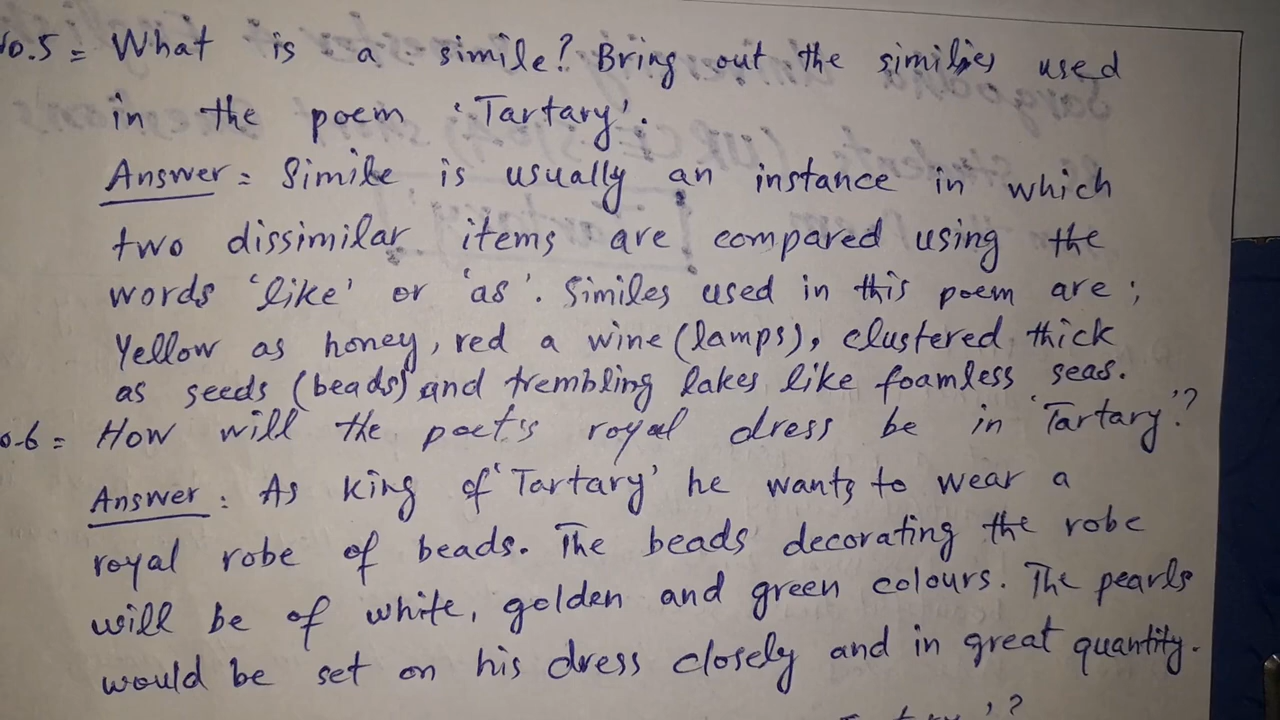 No.5 = What is a simile? Bring out the similies used
in the poem 'Tartary'.
Answer = Simile is usually an instance in which
two dissimilar items are compared using the
words 'like' or 'as'. Similes used in this poem are;
Yellow as honey, red a wine (lamps), clustered thick
as seeds (beads) and trembling lakes like foamless seas.
o-6 = How will the poet's royal dress be in 'Tartary'?
Answer : As King of 'Tartary' he wants to wear a
royal robe of beads. The beads decorating the robe
will be of white, golden and green colours. The pearls
would be set on his dress closely and in great quantity.
'?